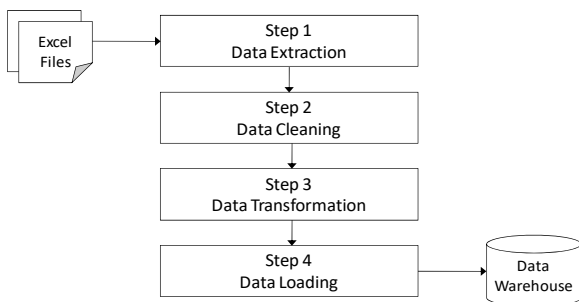 Excel
Files
Step 1
Data Extraction
Step 2
Data Cleaning
Step 3
Data Transformation
Step 4
Data Loading
Data
Warehouse